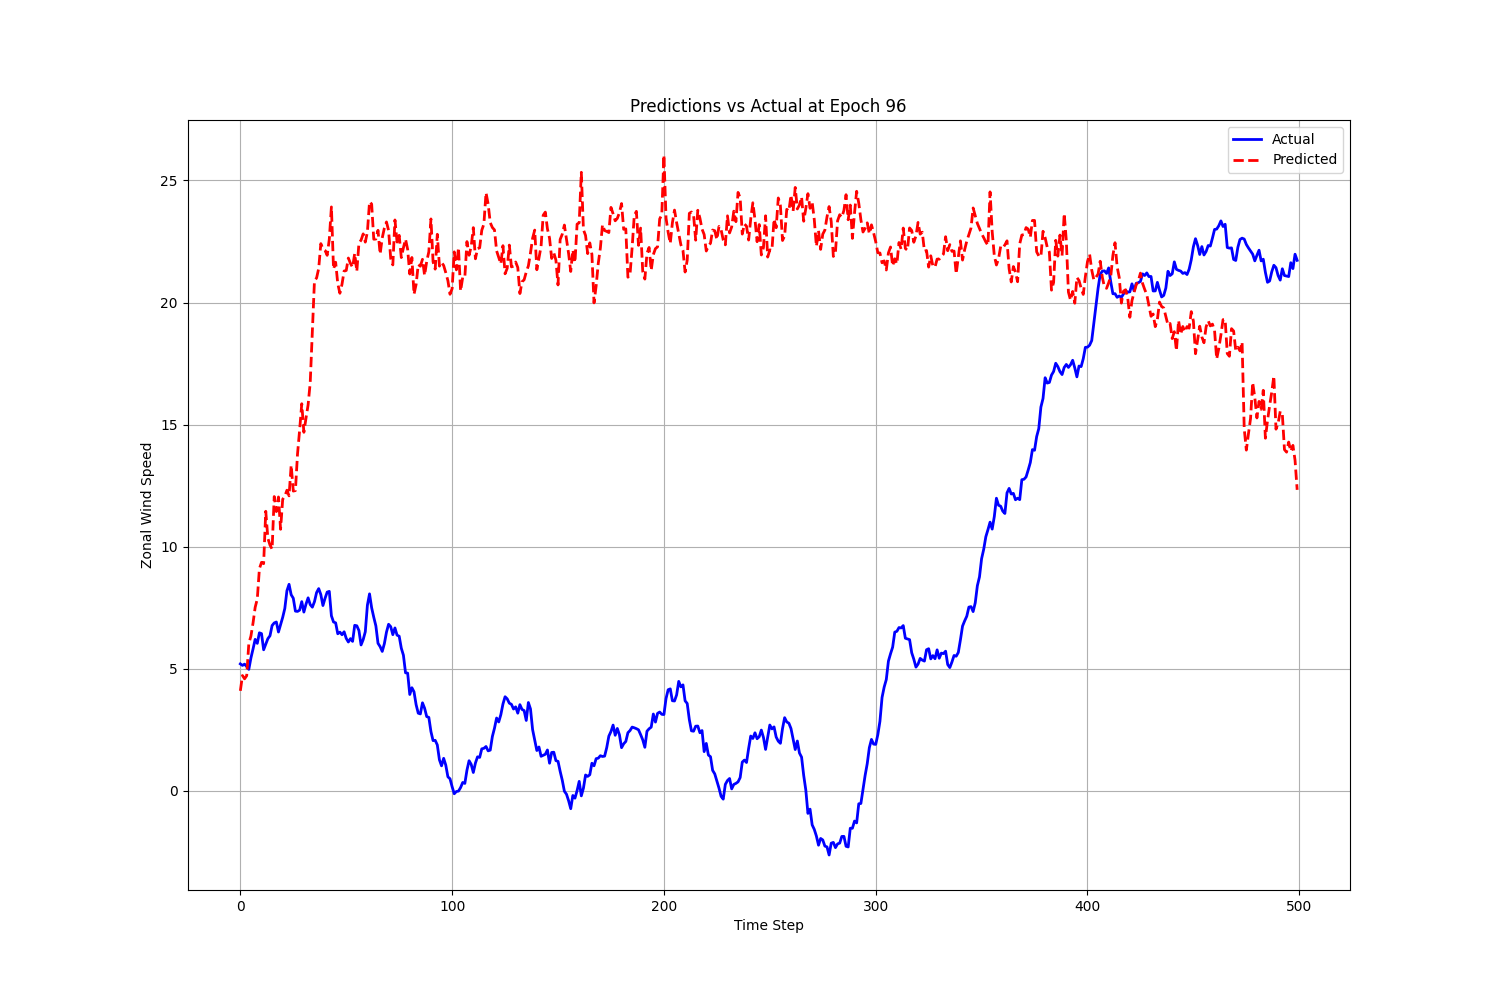 Predictions vs Actual at Epoch 96
Actual
Predicted
Zonal Wind Speed
25
20
15
10
5
0
0 100 200 300 400 500
Time Step